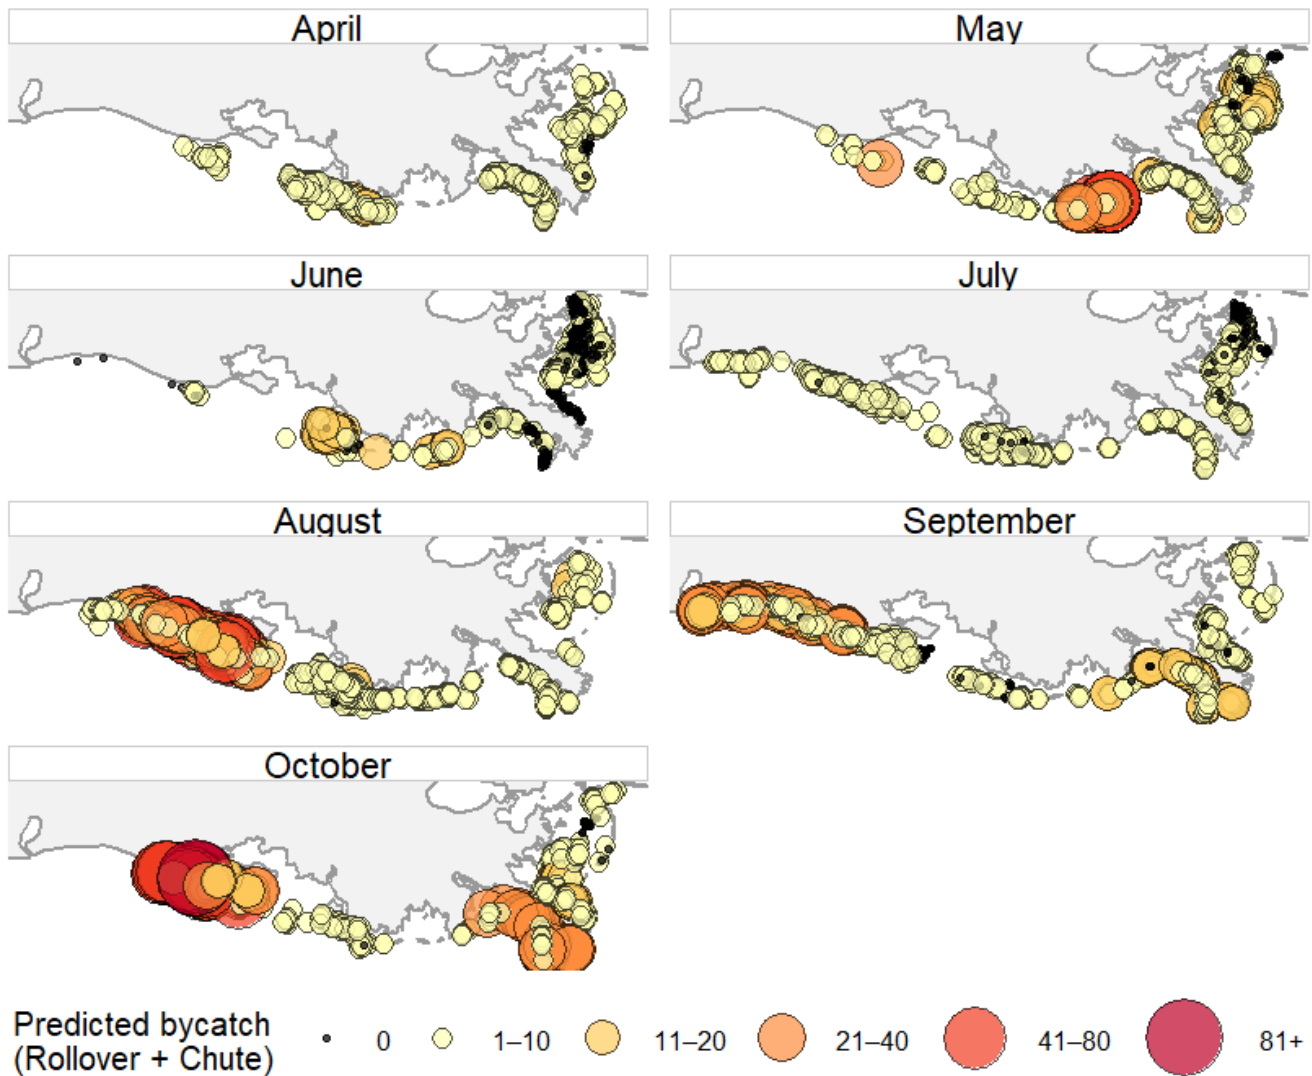 April
May
June
July
August
September
October
Predicted bycatch
(Rollover + Chute)
0
1–10
11–20
21–40
41–80
81+